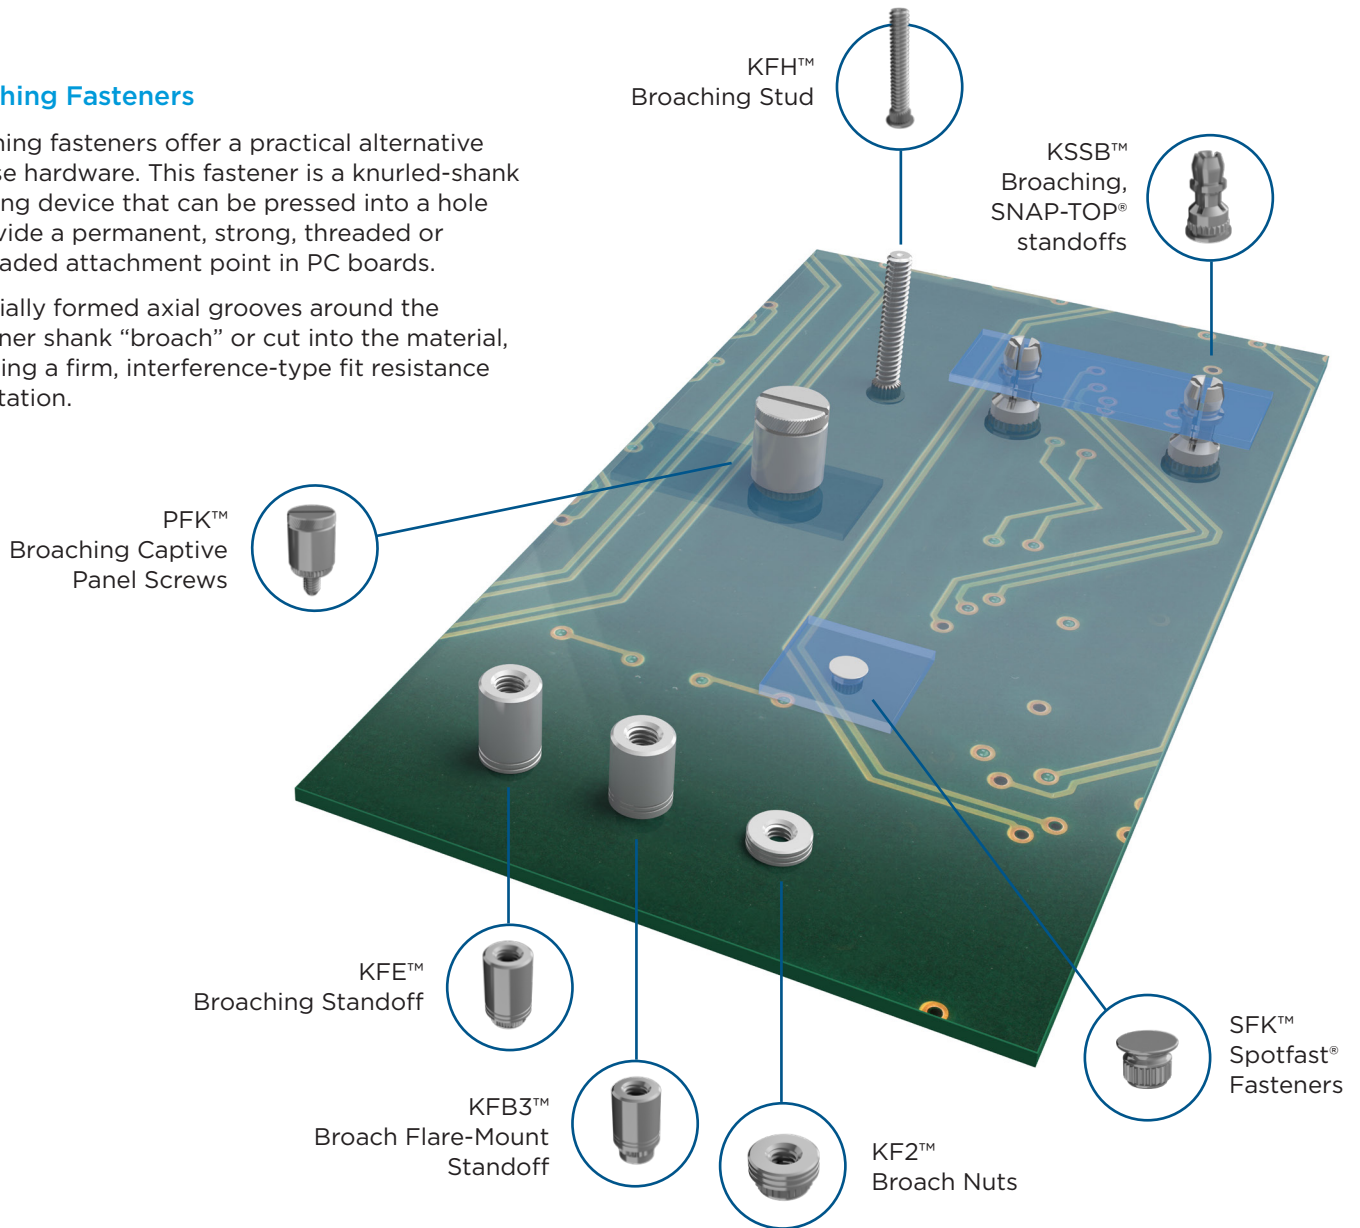 hing Fasteners
ing fasteners offer a practical alternative
se hardware. This fastener is a knurled-shank
ng device that can be pressed into a hole
vide a permanent, strong, threaded or
aded attachment point in PC boards.
ially formed axial grooves around the
ner shank “broach” or cut into the material,
ing a firm, interference-type fit resistance
tation.
KFH™
Broaching Stud
KSSB™
Broaching,
SNAP-TOP®
standoffs
PFK™
Broaching Captive
Panel Screws
KFE™
Broaching Standoff
KFB3™
Broach Flare-Mount
Standoff
KF2™
Broach Nuts
SFK™
Spotfast®
Fasteners